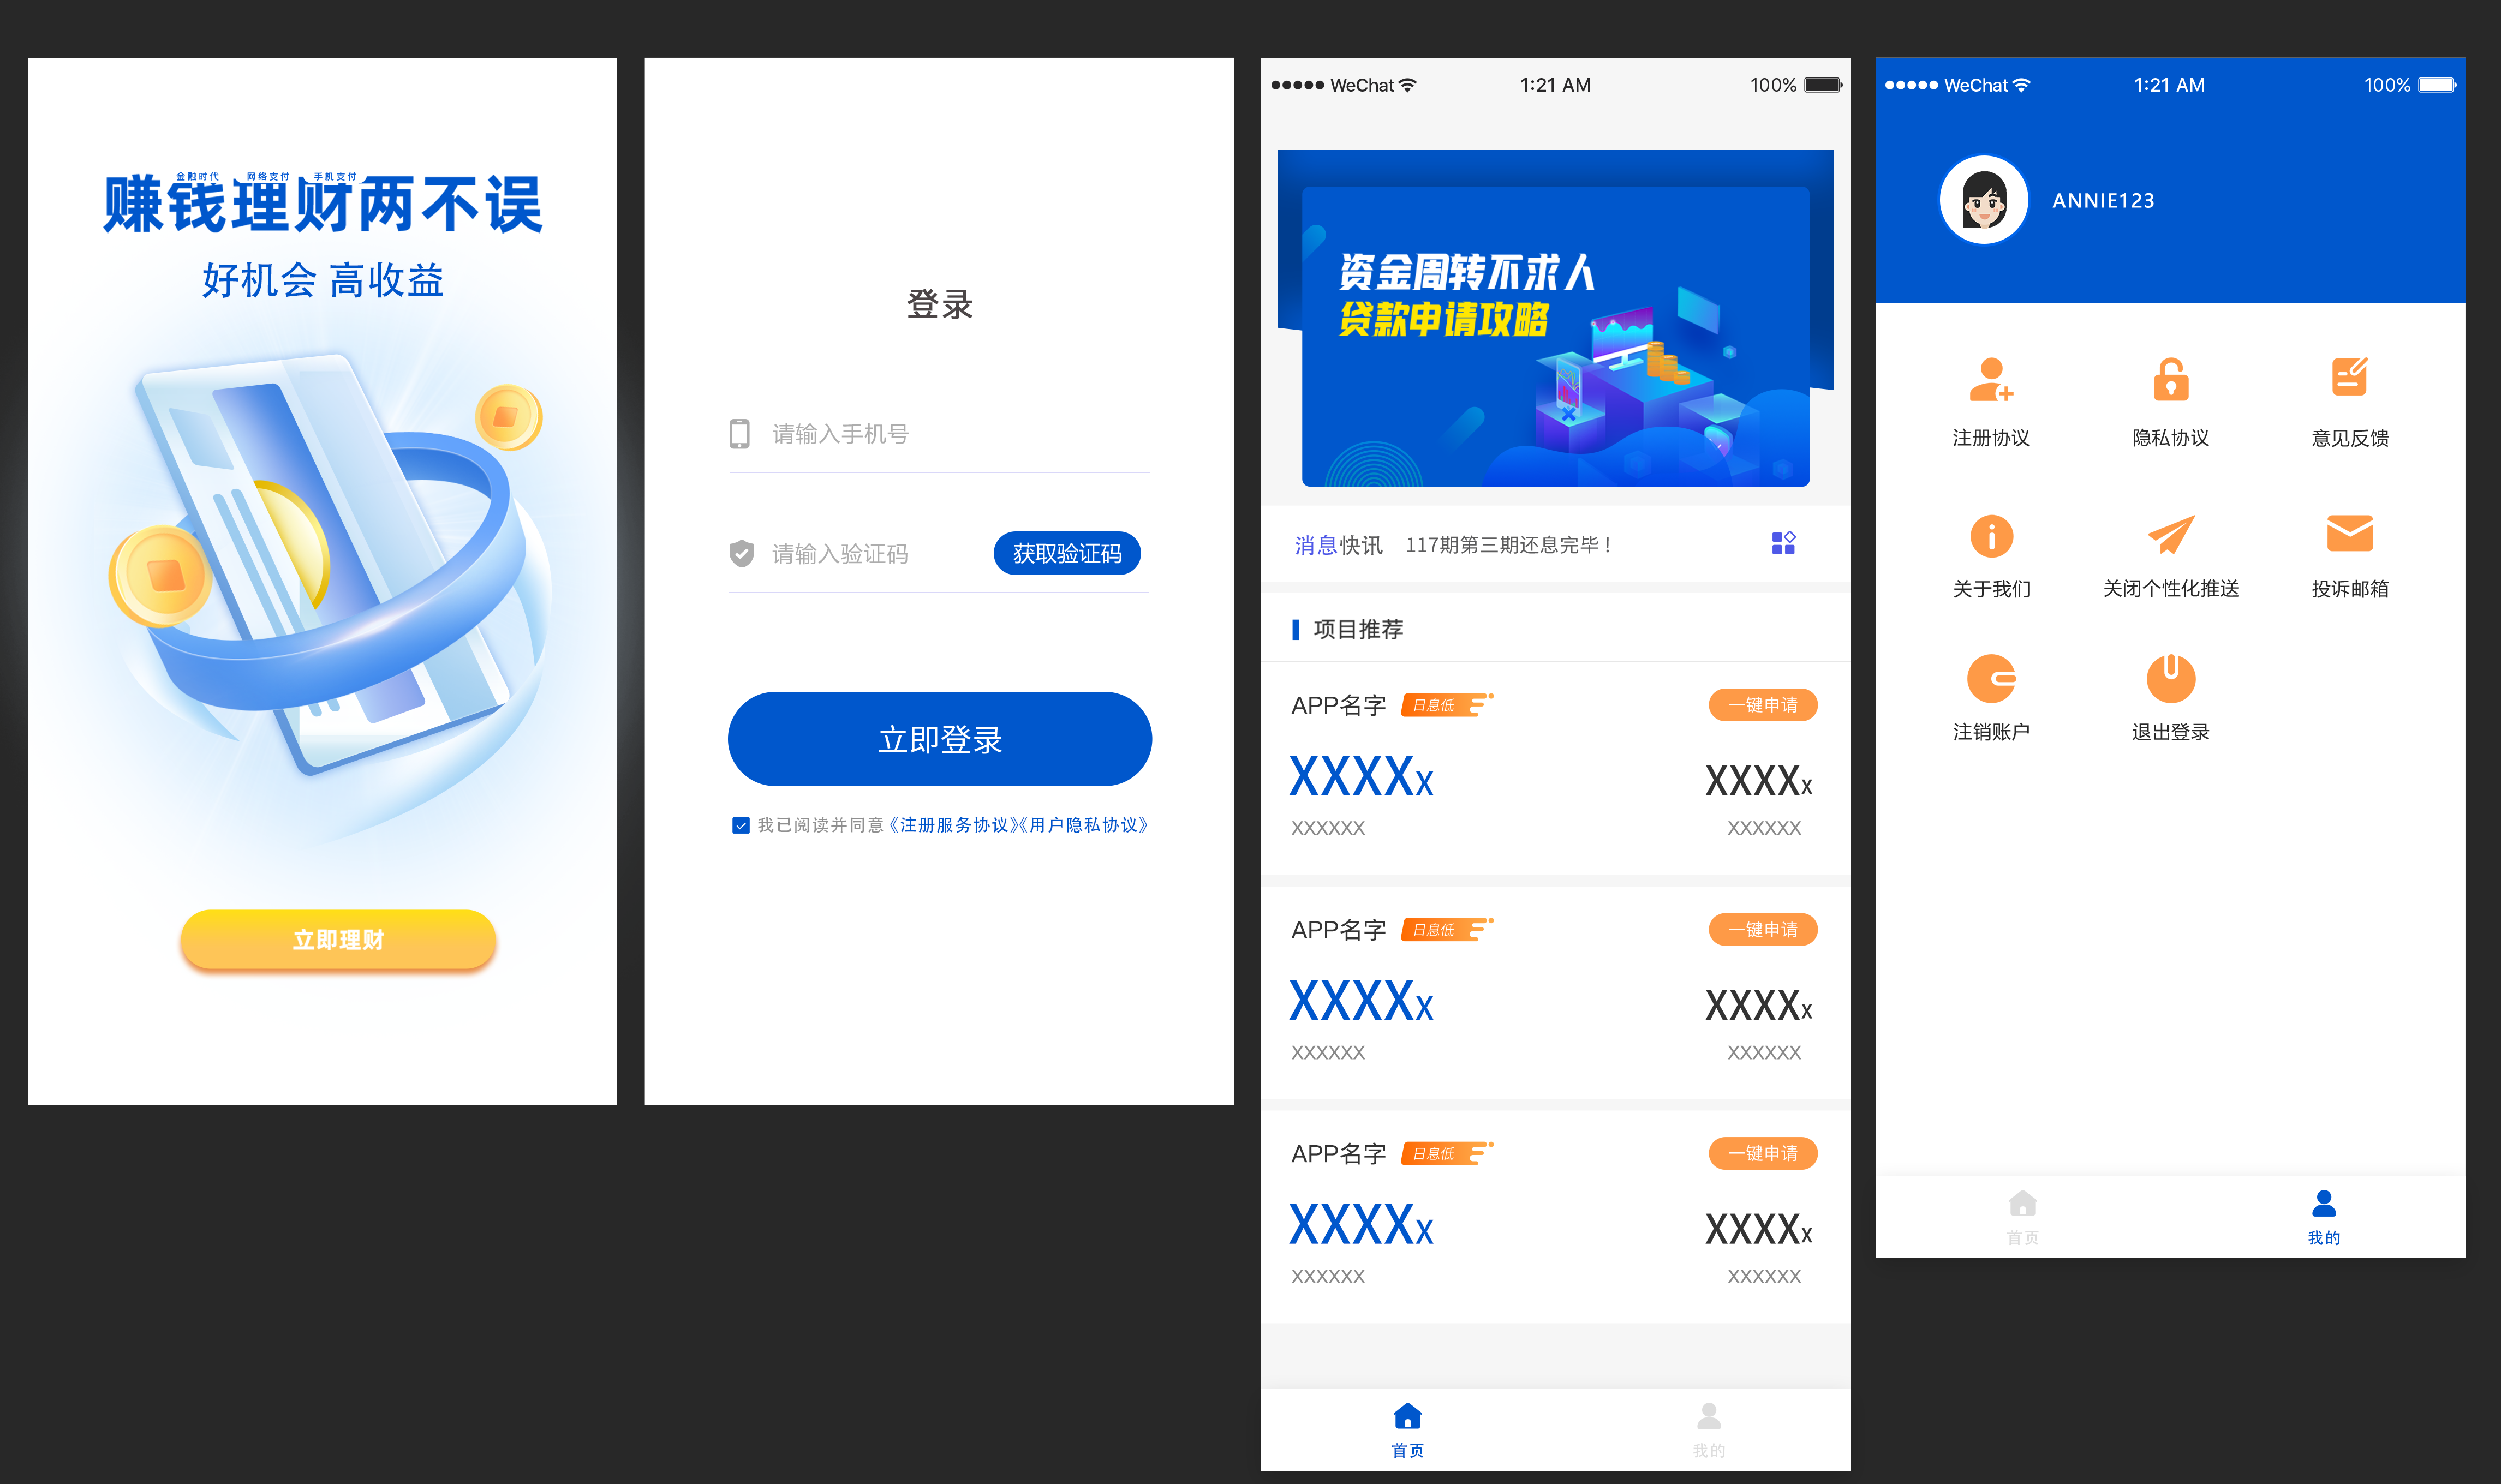 金融时代 网络支付 手机支付
赚钱理财两不误
好机会 高收益
立即理财
登录
请输入手机号
请输入验证码 获取验证码
立即登录
我已阅读并同意《注册服务协议》《用户隐私协议》
WeChat 1:21 AM 100%
资金周转不求人
贷款申请攻略
消息快讯 117期第三期还息完毕！
项目推荐
APP名字 日息低 一键申请
XXXXX XXXXX
XXXXXX XXXXXX
APP名字 日息低 一键申请
XXXXX XXXXX
XXXXXX XXXXXX
APP名字 日息低 一键申请
XXXXX XXXXX
XXXXXX XXXXXX
首页 我的
WeChat 1:21 AM 100%
ANNIE123
注册协议 隐私协议 意见反馈
关于我们 关闭个性化推送 投诉邮箱
注销账户 退出登录
首页 我的